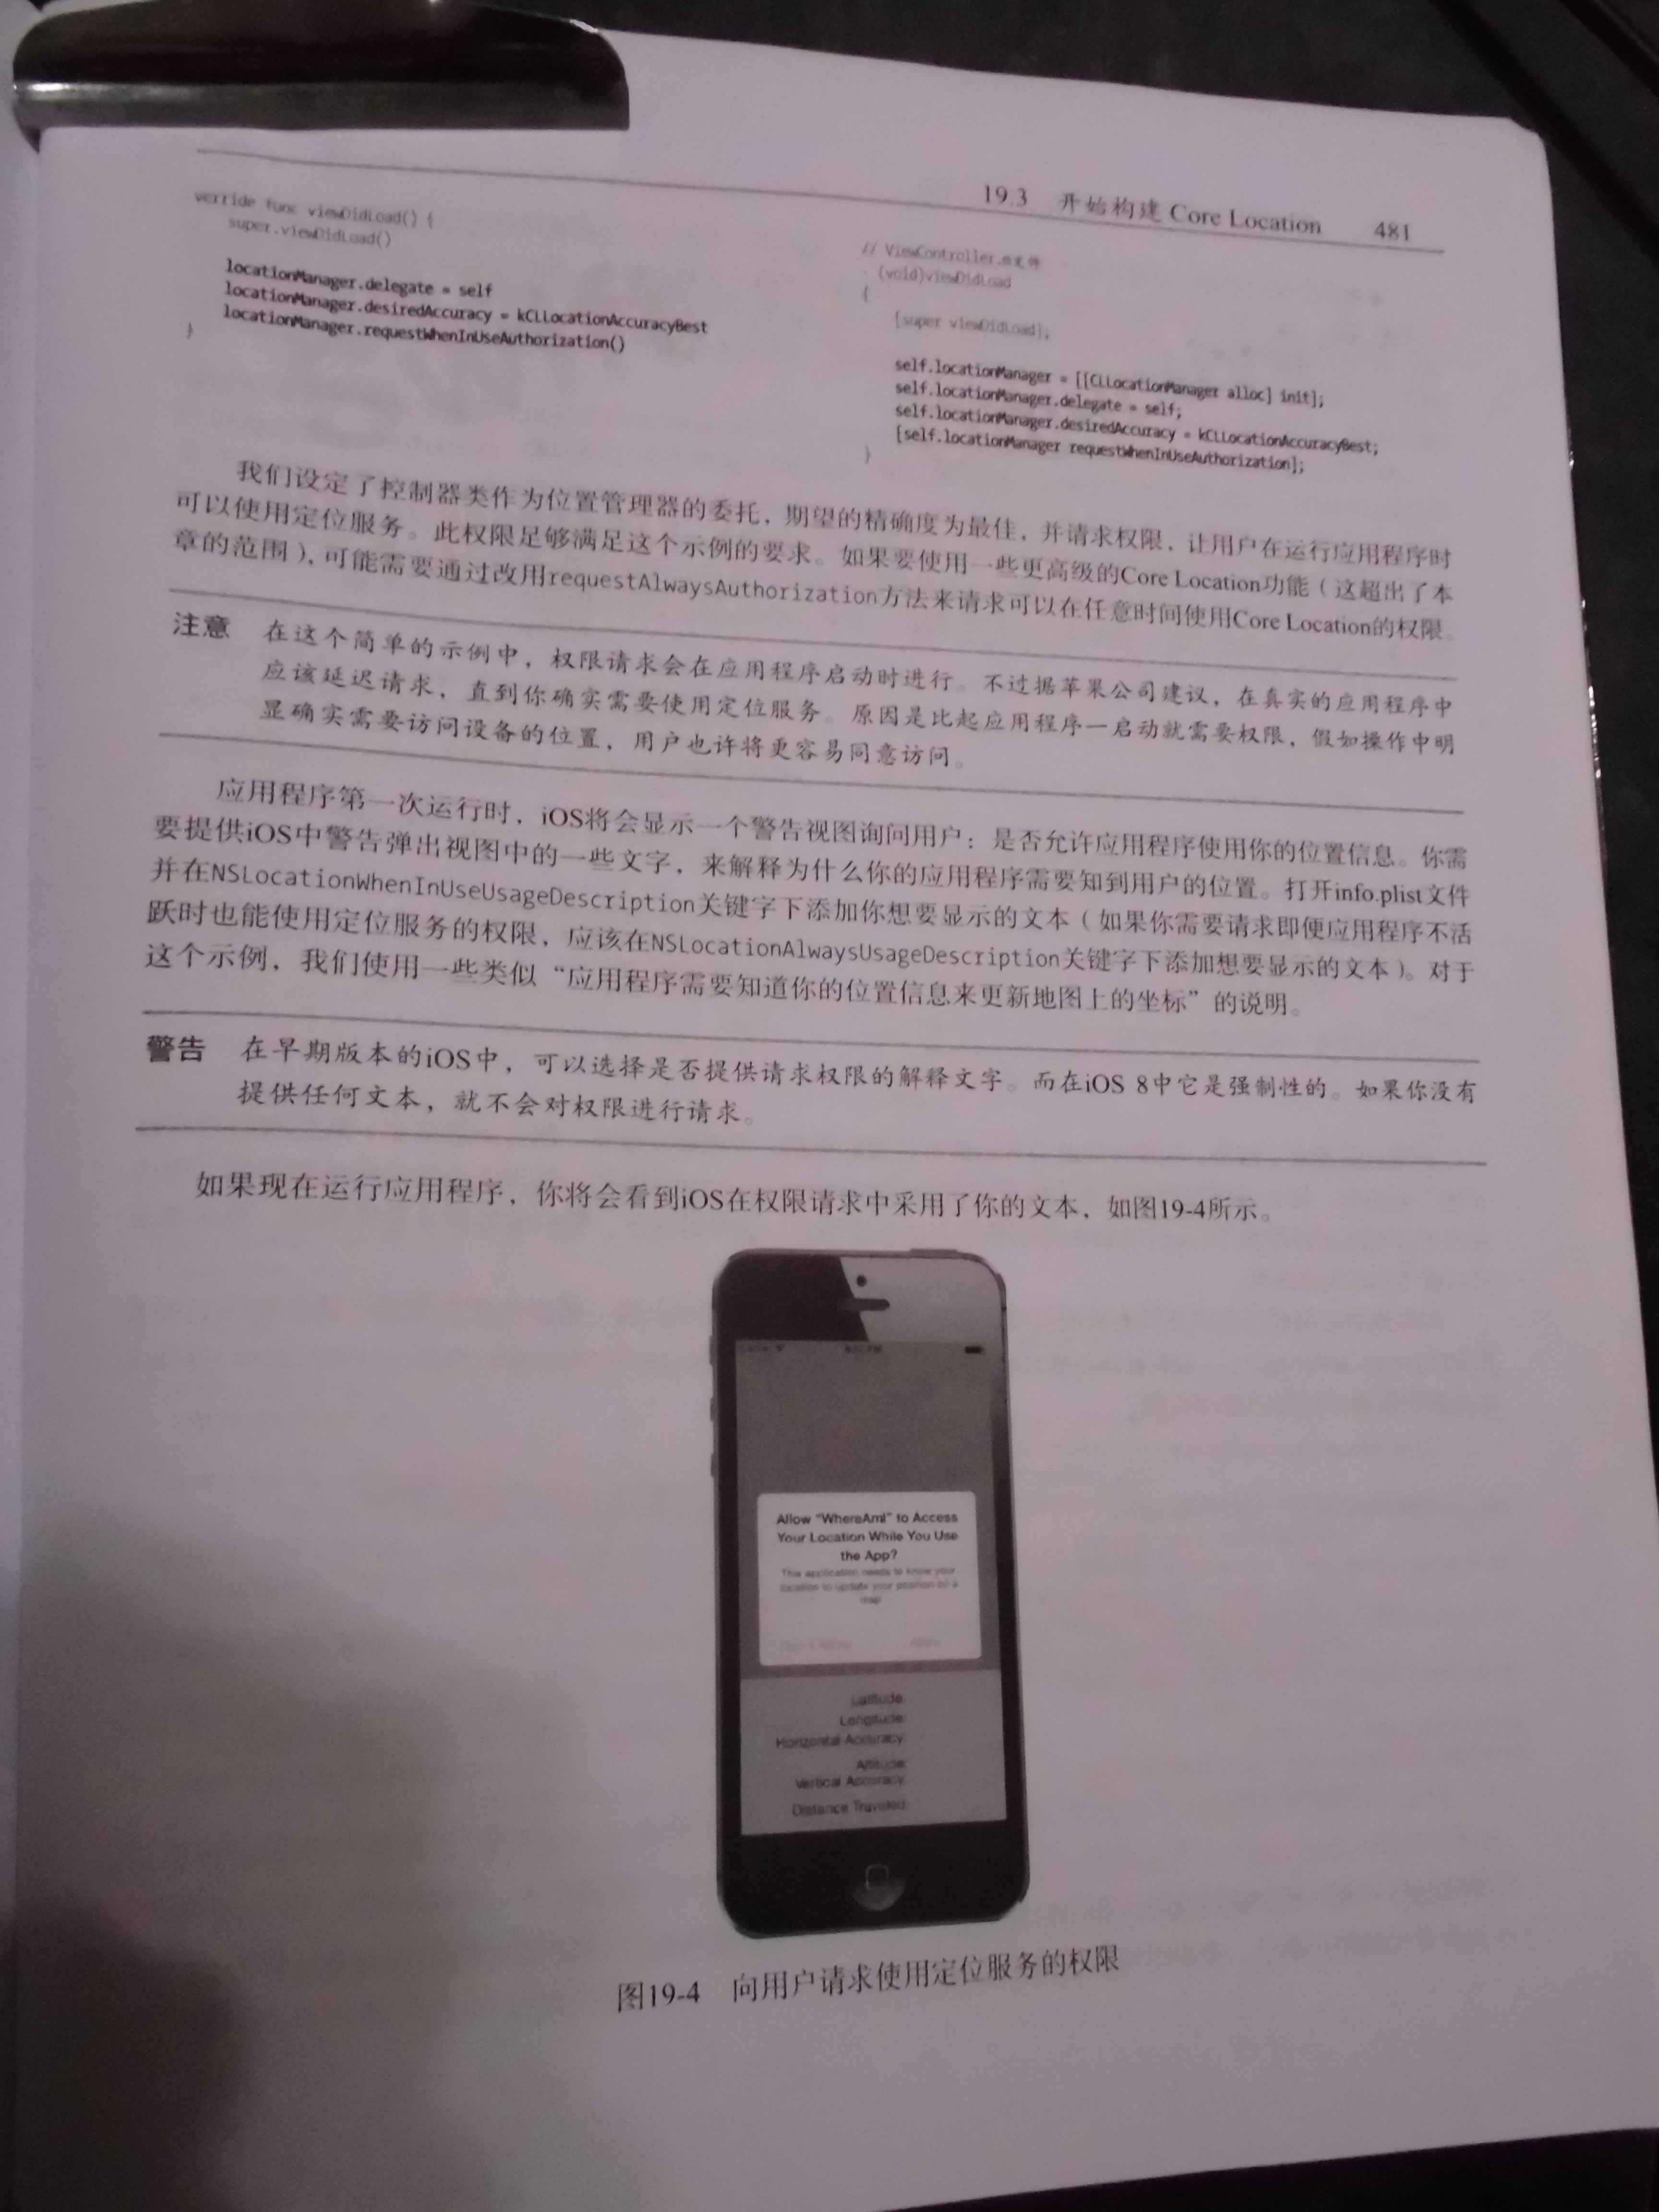 19.3 开始构建 Core Location 481
verride func viewDidLoad() {
super.viewDidLoad()
locationManager.delegate = self
locationManager.desiredAccuracy = kCLLocationAccuracyBest
locationManager.requestWhenInUseAuthorization()
}
// ViewController.m文件
- (void)viewDidLoad
{
[super viewDidLoad];
self.locationManager = [[CLLocationManager alloc] init];
self.locationManager.delegate = self;
self.locationManager.desiredAccuracy = kCLLocationAccuracyBest;
[self.locationManager requestWhenInUseAuthorization];
}
我们设定了控制器类作为位置管理器的委托，期望的精确度为最佳，并请求权限，让用户在运行应用程序时
可以使用定位服务。此权限足够满足这个示例的要求。如果要使用一些更高级的Core Location功能（这超出了本
章的范围），可能需要通过改用requestAlwaysAuthorization方法来请求可以在任意时间使用Core Location的权限。
注意 在这个简单的示例中，权限请求会在应用程序启动时进行。不过据苹果公司建议，在真实的应用程序中
应该延迟请求，直到你确实需要使用定位服务。原因是比起应用程序一启动就需要权限，假如操作中明
显确实需要访问设备的位置，用户也许将更容易同意访问。
应用程序第一次运行时，iOS将会显示一个警告视图询问用户：是否允许应用程序使用你的位置信息。你需
要提供iOS中警告弹出视图中的一些文字，来解释为什么你的应用程序需要知到用户的位置。打开info.plist文件
并在NSLocationWhenInUseUsageDescription关键字下添加你想要显示的文本（如果你需要请求即便应用程序不活
跃时也能使用定位服务的权限，应该在NSLocationAlwaysUsageDescription关键字下添加想要显示的文本）。对于
这个示例，我们使用一些类似“应用程序需要知道你的位置信息来更新地图上的坐标”的说明。
警告 在早期版本的iOS中，可以选择是否提供请求权限的解释文字。而在iOS 8中它是强制性的。如果你没有
提供任何文本，就不会对权限进行请求。
如果现在运行应用程序，你将会看到iOS在权限请求中采用了你的文本，如图19-4所示。
Allow “WhereAmI” to Access
Your Location While You Use
the App?
This application needs to know your
location to update your position on a
map
Latitude:
Longitude:
Horizontal Accuracy:
Altitude:
Vertical Accuracy:
Distance Traveled:
图19-4 向用户请求使用定位服务的权限